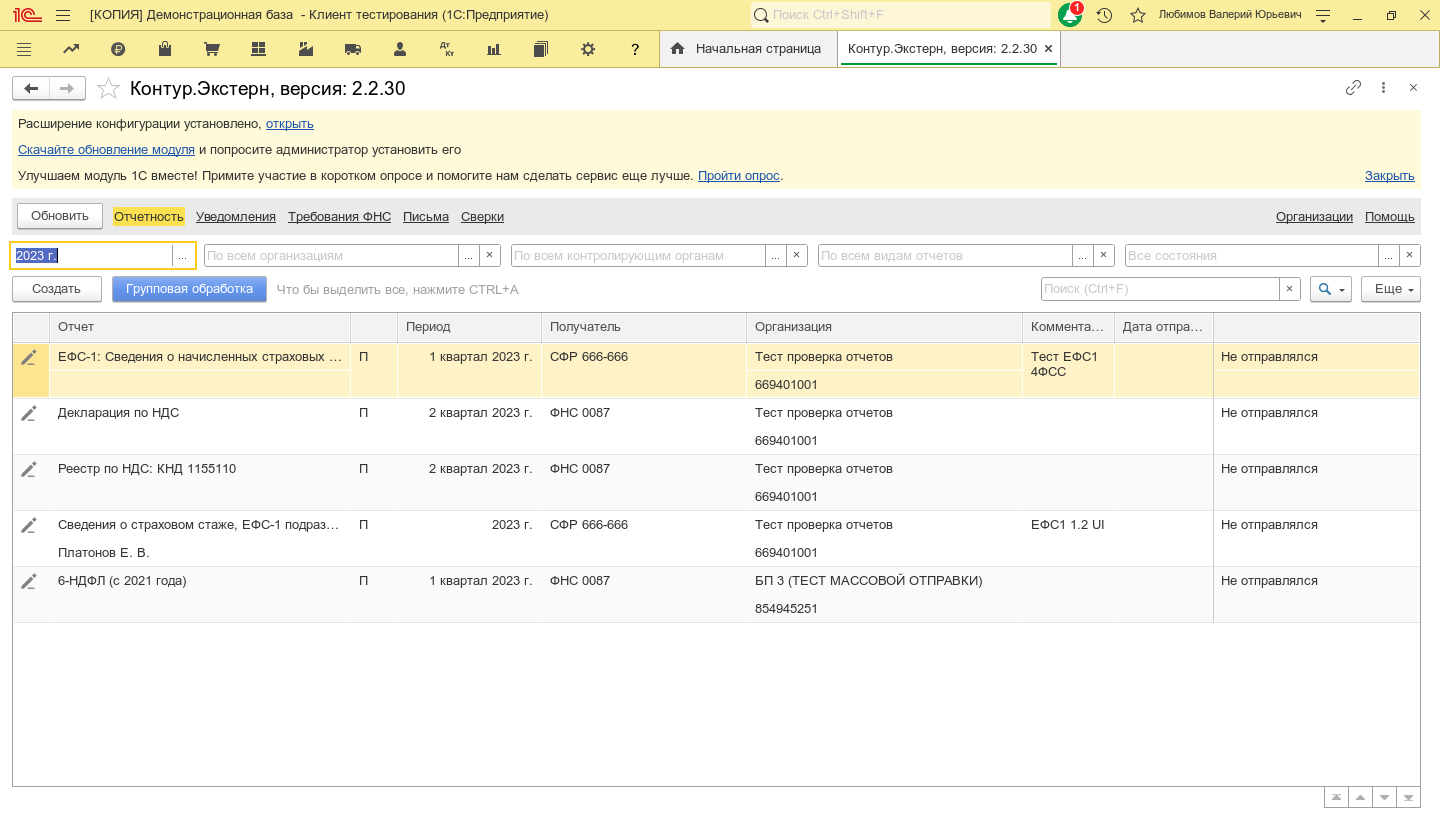 [КОПИЯ] Демонстрационная база - Клиент тестирования (1С:Предприятие) Поиск Ctrl+Shift+F 1 Любимов Валерий Юрьевич
Дт Кт ? Начальная страница Контур.Экстерн, версия: 2.2.30
Контур.Экстерн, версия: 2.2.30
Расширение конфигурации установлено, открыть
Скачайте обновление модуля и попросите администратор установить его
Улучшаем модуль 1С вместе! Примите участие в коротком опросе и помогите нам сделать сервис еще лучше. Пройти опрос. Закрыть
Обновить Отчетность Уведомления Требования ФНС Письма Сверки Организации Помощь
2023 г. ... По всем организациям ... × По всем контролирующим органам ... × По всем видам отчетов ... × Все состояния ... ×
Создать Групповая обработка Что бы выделить все, нажмите CTRL+A Поиск (Ctrl+F) × Еще
Отчет Период Получатель Организация Коммента... Дата отпра...
ЕФС-1: Сведения о начисленных страховых ... П 1 квартал 2023 г. СФР 666-666 Тест проверка отчетов Тест ЕФС1 Не отправлялся
4ФСС
669401001
Декларация по НДС П 2 квартал 2023 г. ФНС 0087 Тест проверка отчетов Не отправлялся
669401001
Реестр по НДС: КНД 1155110 П 2 квартал 2023 г. ФНС 0087 Тест проверка отчетов Не отправлялся
669401001
Сведения о страховом стаже, ЕФС-1 подраз... П 2023 г. СФР 666-666 Тест проверка отчетов ЕФС1 1.2 UI Не отправлялся
Платонов Е. В. 669401001
6-НДФЛ (с 2021 года) П 1 квартал 2023 г. ФНС 0087 БП 3 (ТЕСТ МАССОВОЙ ОТПРАВКИ) Не отправлялся
854945251